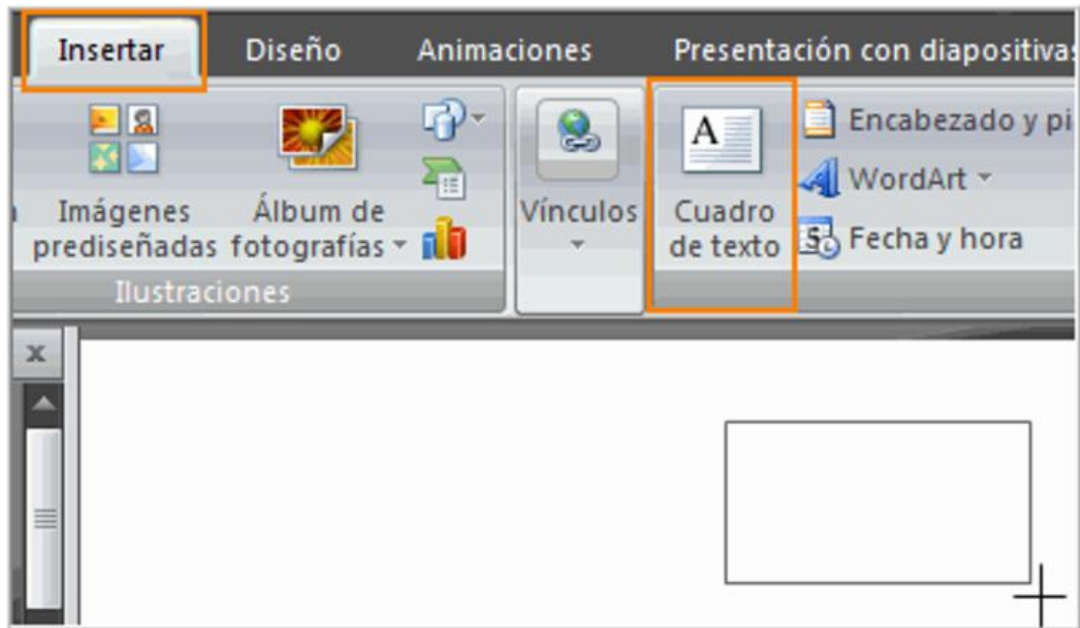 Insertar Diseño Animaciones Presentación con diapositivas
Imágenes prediseñadas
Álbum de fotografías
Vínculos
Cuadro de texto
Encabezado y pi
WordArt
Fecha y hora
Ilustraciones